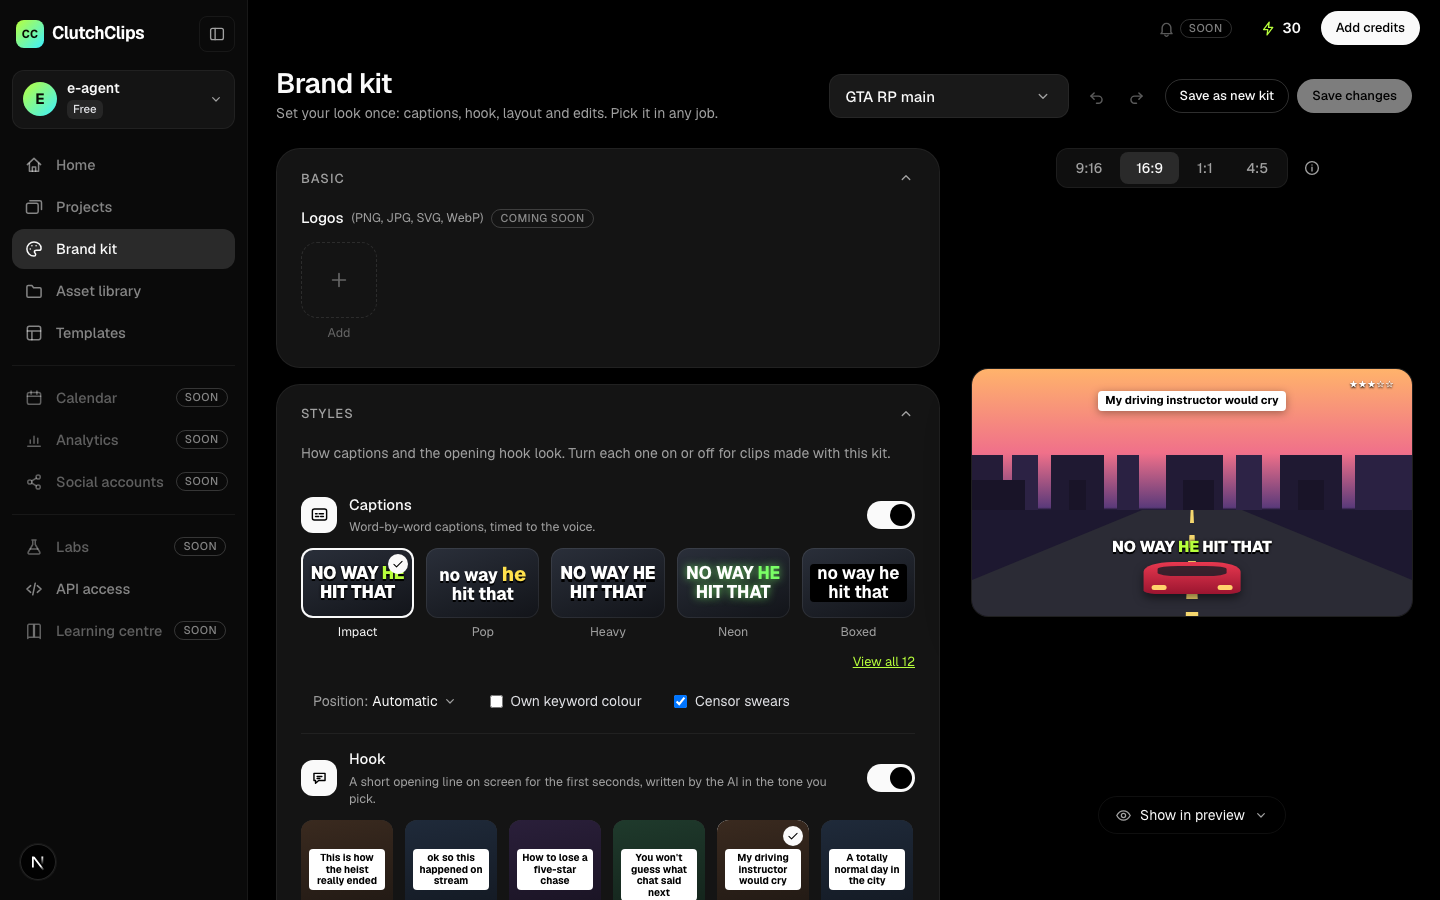 CC ClutchClips
E e-agent
Free
Home
Projects
Brand kit
Asset library
Templates
Calendar SOON
Analytics SOON
Social accounts SOON
Labs SOON
API access
Learning centre SOON
N
SOON
30
Add credits
Brand kit
Set your look once: captions, hook, layout and edits. Pick it in any job.
GTA RP main
Save as new kit
Save changes
BASIC
Logos (PNG, JPG, SVG, WebP) COMING SOON
Add
STYLES
How captions and the opening hook look. Turn each one on or off for clips made with this kit.
Captions
Word-by-word captions, timed to the voice.
NO WAY HE
HIT THAT
Impact
no way he
hit that
Pop
NO WAY HE
HIT THAT
Heavy
NO WAY HE
HIT THAT
Neon
no way he
hit that
Boxed
View all 12
Position: Automatic
Own keyword colour
Censor swears
Hook
A short opening line on screen for the first seconds, written by the AI in the tone you
pick.
This is how
the heist
really ended
ok so this
happened on
stream
How to lose a
five-star
chase
You won't
guess what
chat said
next
My driving
instructor
would cry
A totally
normal day in
the city
9:16 16:9 1:1 4:5
My driving instructor would cry
NO WAY HE HIT THAT
Show in preview